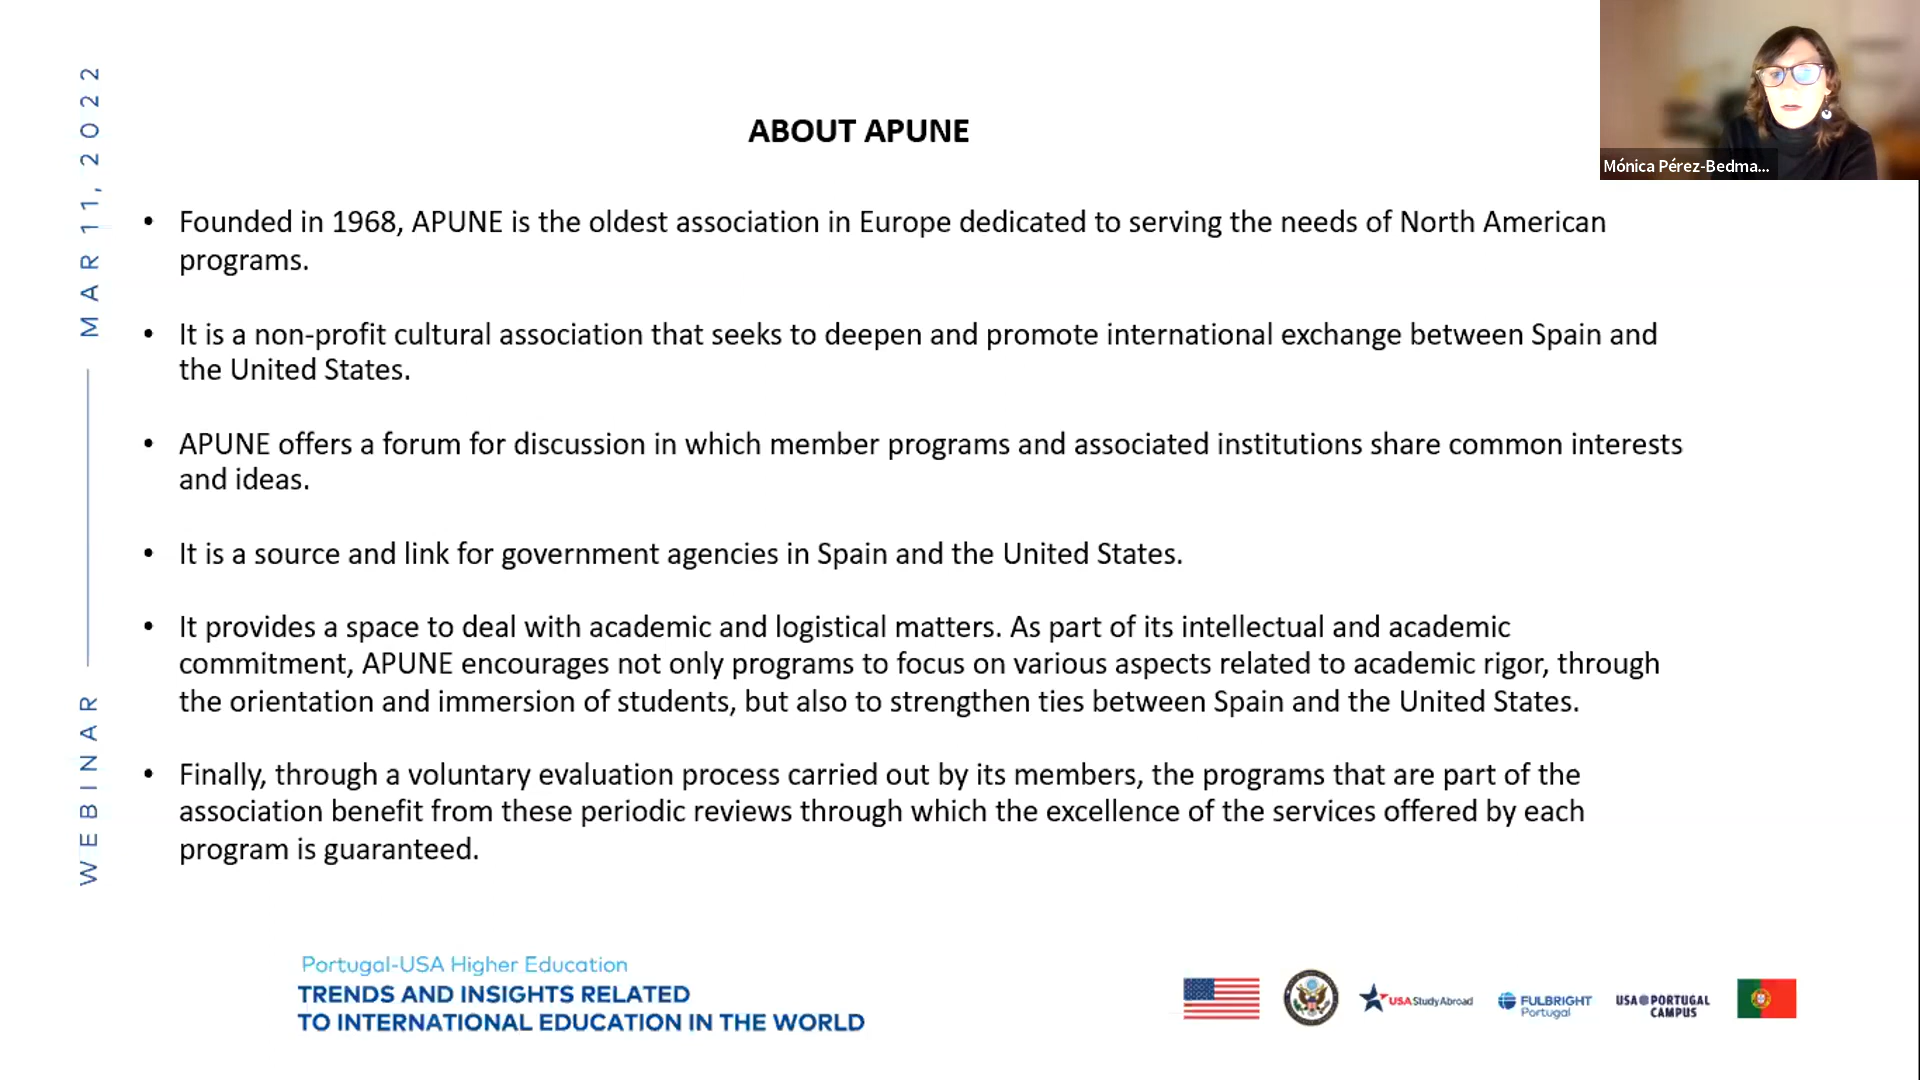 MAR 11, 2022
WEBINAR
ABOUT APUNE
Mónica Pérez-Bedma...
• Founded in 1968, APUNE is the oldest association in Europe dedicated to serving the needs of North American
programs.
• It is a non-profit cultural association that seeks to deepen and promote international exchange between Spain and
the United States.
• APUNE offers a forum for discussion in which member programs and associated institutions share common interests
and ideas.
• It is a source and link for government agencies in Spain and the United States.
• It provides a space to deal with academic and logistical matters. As part of its intellectual and academic
commitment, APUNE encourages not only programs to focus on various aspects related to academic rigor, through
the orientation and immersion of students, but also to strengthen ties between Spain and the United States.
• Finally, through a voluntary evaluation process carried out by its members, the programs that are part of the
association benefit from these periodic reviews through which the excellence of the services offered by each
program is guaranteed.
Portugal-USA Higher Education
TRENDS AND INSIGHTS RELATED
TO INTERNATIONAL EDUCATION IN THE WORLD
USA StudyAbroad
FULBRIGHT
Portugal
USA PORTUGAL
CAMPUS